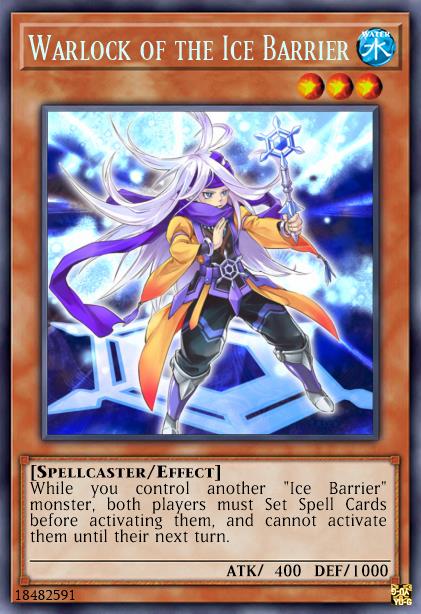 WARLOCK OF THE ICE BARRIER
WATER
水
[SPELLCASTER/EFFECT]
While you control another "Ice Barrier"
monster, both players must Set Spell Cards
before activating them, and cannot activate
them until their next turn.
ATK/ 400 DEF/1000
18482591